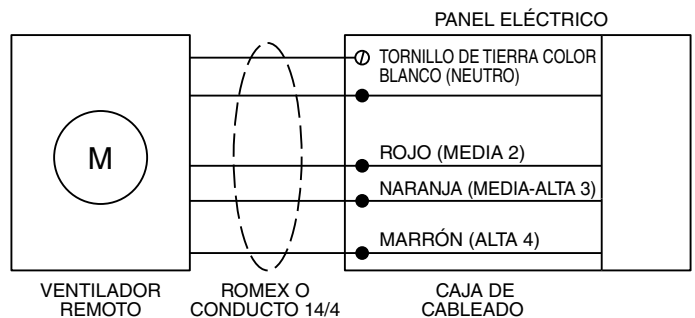 PANEL ELÉCTRICO
TORNILLO DE TIERRA COLOR
BLANCO (NEUTRO)
M
ROJO (MEDIA 2)
NARANJA (MEDIA-ALTA 3)
MARRÓN (ALTA 4)
VENTILADOR
REMOTO
ROMEX O
CONDUCTO 14/4
CAJA DE
CABLEADO